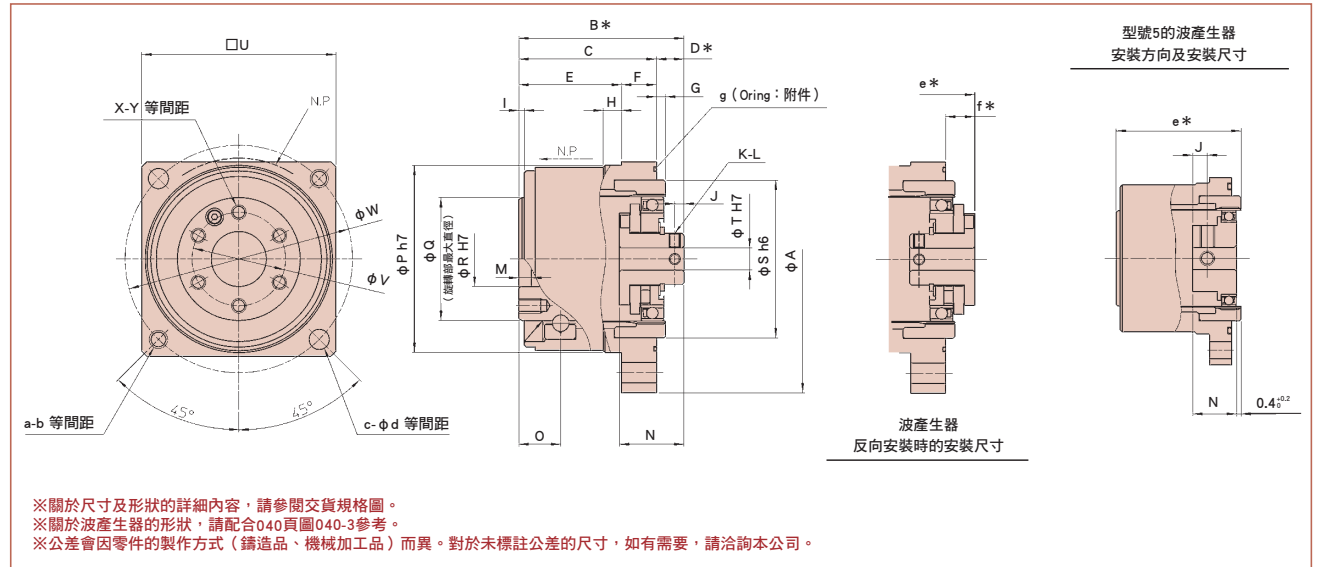 □U
X-Y 等間距
N.P
φW
φV
a-b 等間距
45°
45°
c-φd 等間距
B*
C
D*
E
F
G
I
H
g（Oring：附件）
N.P
K-L
J
φP h7
φQ
（旋轉部最大直徑）
φR H7
M
φT H7
φS h6
φA
O
N
e*
f*
波產生器
反向安裝時的安裝尺寸
型號5的波產生器
安裝方向及安裝尺寸
e*
J
N
0.4 +0.2 0
※關於尺寸及形狀的詳細內容，請參閱交貨規格圖。
※關於波產生器的形狀，請配合040頁圖040-3參考。
※公差會因零件的製作方式（鑄造品、機械加工品）而異。對於未標註公差的尺寸，如有需要，請洽詢本公司。